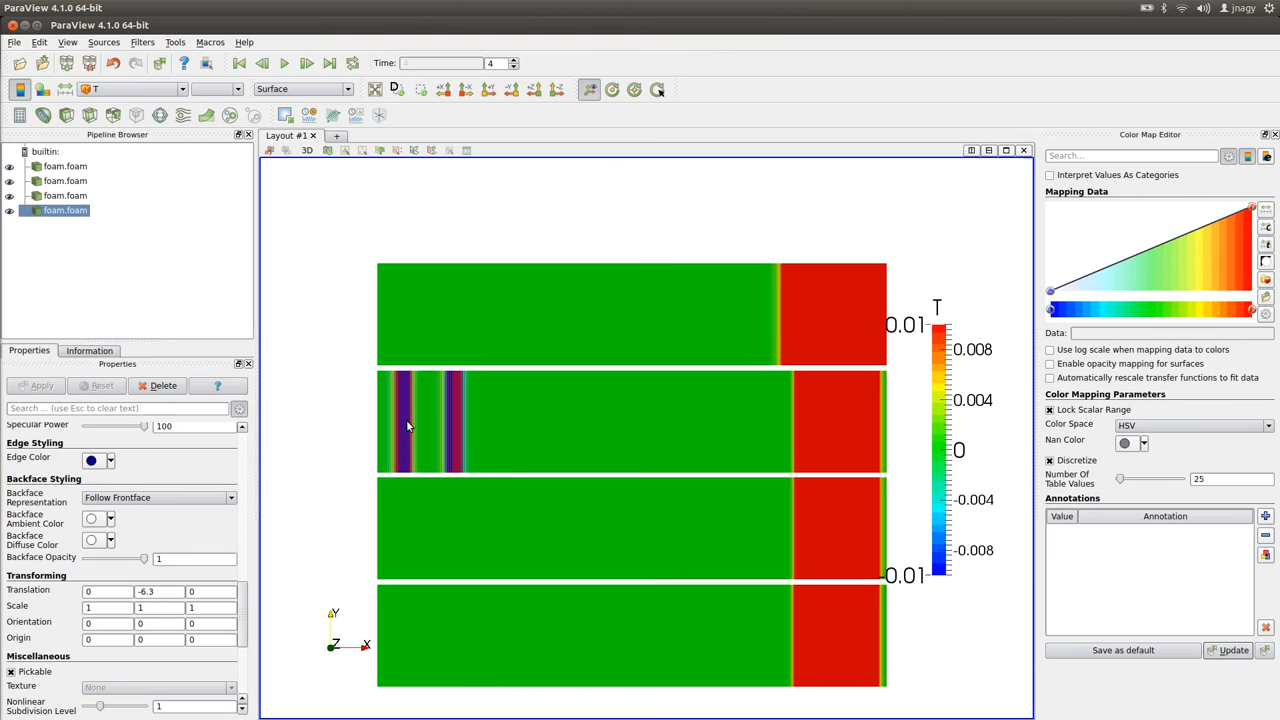 ParaView 4.1.0 64-bit
jnagy
ParaView 4.1.0 64-bit
File Edit View Sources Filters Tools Macros Help
Time: 4 4
T Surface
+X -X +Y -Y +Z -Z
Pipeline Browser
builtin:
foam.foam
foam.foam
foam.foam
foam.foam
Properties Information
Properties
Apply Reset Delete ?
Search ... (use Esc to clear text)
Specular Power 100
Edge Styling
Edge Color
Backface Styling
Backface Representation Follow Frontface
Backface Ambient Color
Backface Diffuse Color
Backface Opacity 1
Transforming
Translation 0 -6.3 0
Scale 1 1 1
Orientation 0 0 0
Origin 0 0 0
Miscellaneous
Pickable
Texture None
Nonlinear Subdivision Level 1
Layout #1
3D
T
0.01
0.008
0.004
0
-0.004
-0.008
-0.01
Y
Z X
Color Map Editor
Search...
Interpret Values As Categories
Mapping Data
Data:
Use log scale when mapping data to colors
Enable opacity mapping for surfaces
Automatically rescale transfer functions to fit data
Color Mapping Parameters
Lock Scalar Range
Color Space HSV
Nan Color
Discretize
Number Of Table Values 25
Annotations
Value Annotation
Save as default Update